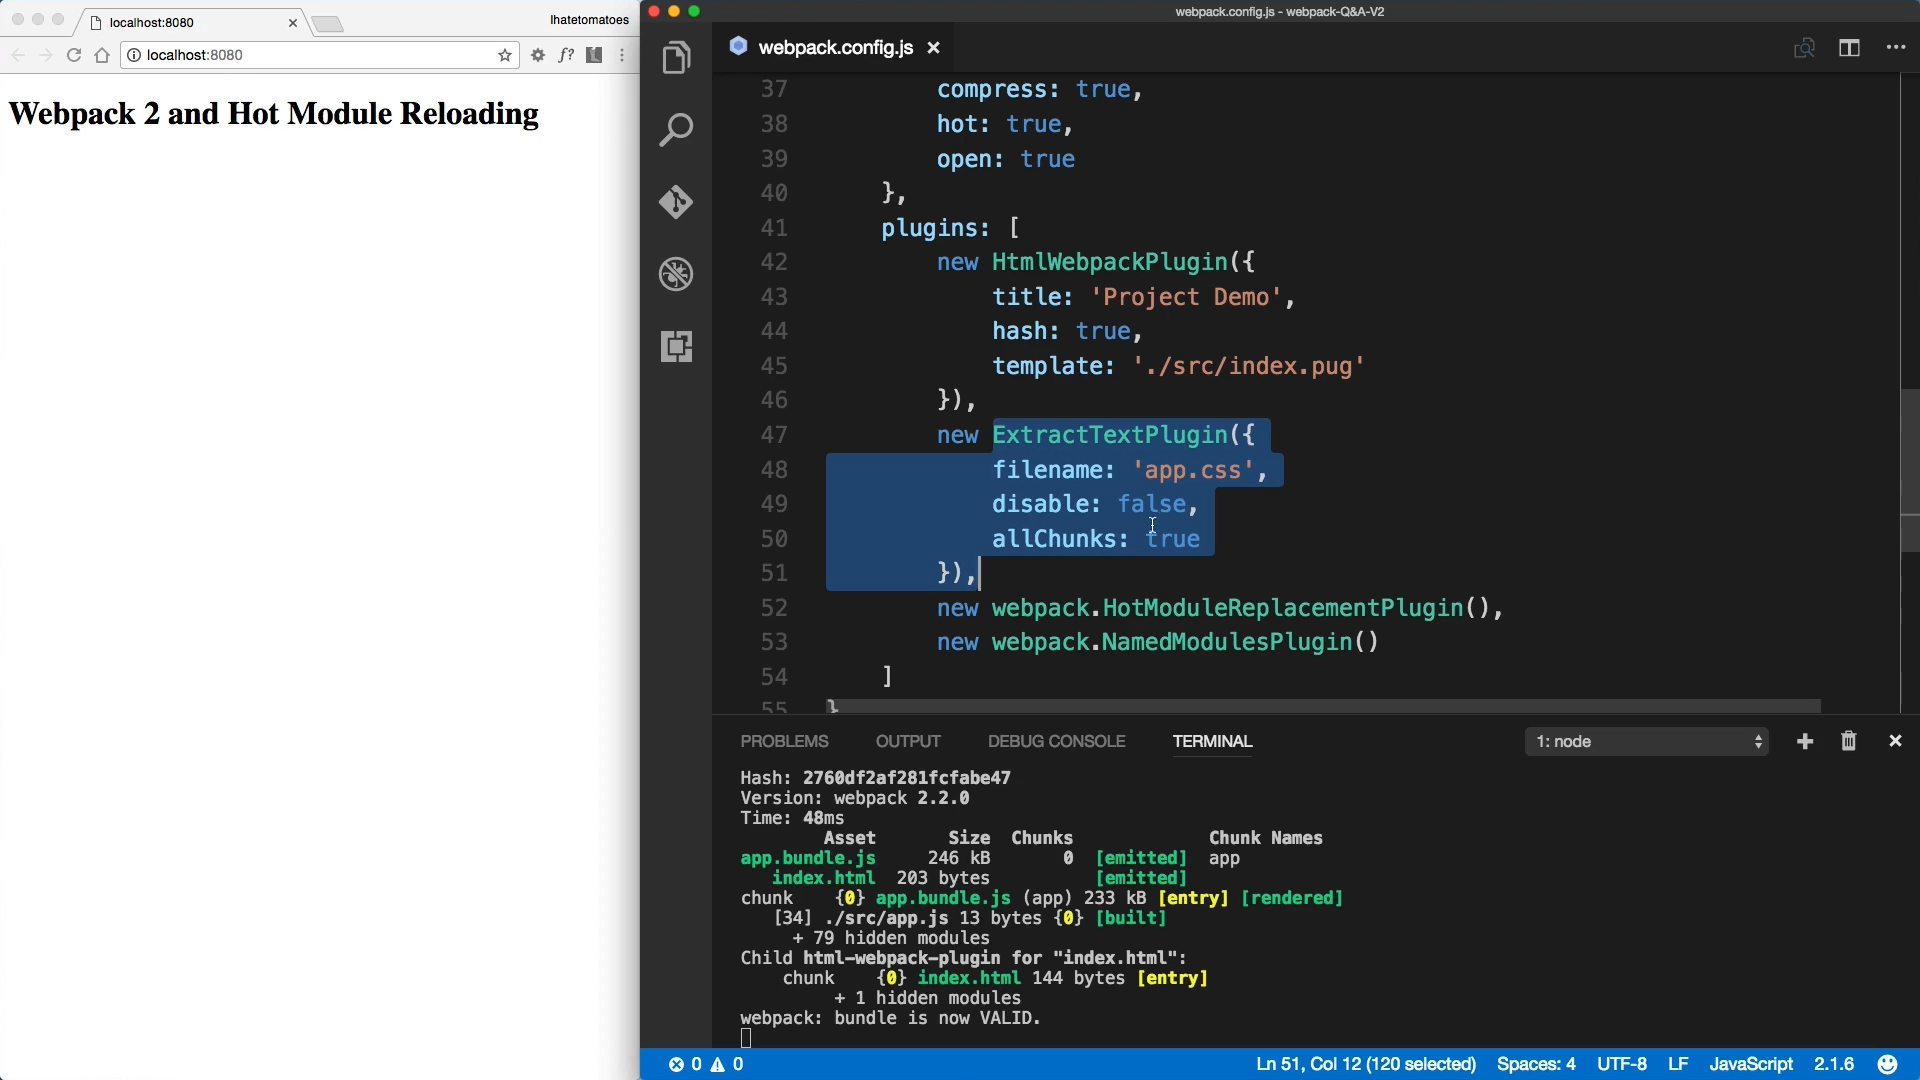 localhost:8080
Ihatetomatoes
localhost:8080
f?
Webpack 2 and Hot Module Reloading
webpack.config.js - webpack-Q&A-V2
webpack.config.js
37 compress: true,
38 hot: true,
39 open: true
40 },
41 plugins: [
42 new HtmlWebpackPlugin({
43 title: 'Project Demo',
44 hash: true,
45 template: './src/index.pug'
46 }),
47 new ExtractTextPlugin({
48 filename: 'app.css',
49 disable: false,
50 allChunks: true
51 }),
52 new webpack.HotModuleReplacementPlugin(),
53 new webpack.NamedModulesPlugin()
54 ]
55 }
PROBLEMS OUTPUT DEBUG CONSOLE TERMINAL 1: node
Hash: 2760df2af281fcfabe47
Version: webpack 2.2.0
Time: 48ms
Asset Size Chunks Chunk Names
app.bundle.js 246 kB 0 [emitted] app
index.html 203 bytes [emitted]
chunk {0} app.bundle.js (app) 233 kB [entry] [rendered]
[34] ./src/app.js 13 bytes {0} [built]
+ 79 hidden modules
Child html-webpack-plugin for "index.html":
chunk {0} index.html 144 bytes [entry]
+ 1 hidden modules
webpack: bundle is now VALID.
0 0 Ln 51, Col 12 (120 selected) Spaces: 4 UTF-8 LF JavaScript 2.1.6